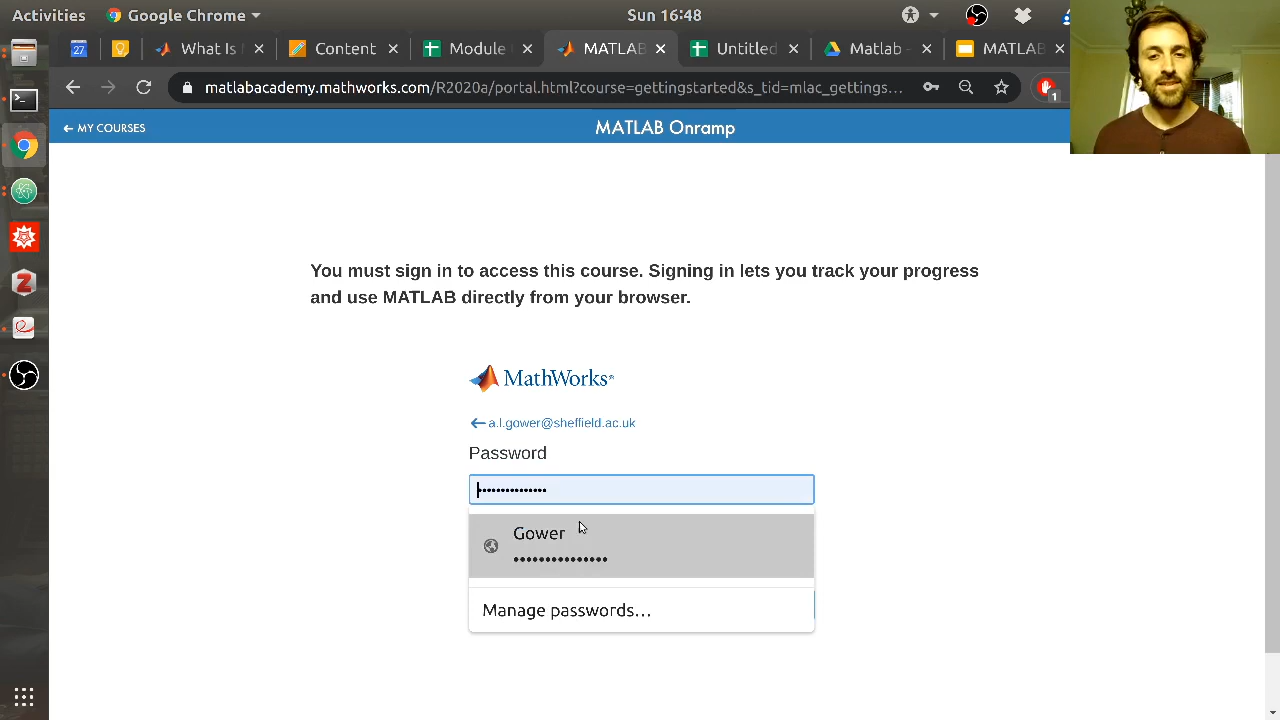 Activities
Google Chrome
Sun 16:48
27
What Is
Content
Module
MATLAB
Untitled
Matlab
MATLAB
matlabacademy.mathworks.com/R2020a/portal.html?course=gettingstarted&s_tid=mlac_gettings...
1
MY COURSES
MATLAB Onramp
You must sign in to access this course. Signing in lets you track your progress
and use MATLAB directly from your browser.
MathWorks®
a.l.gower@sheffield.ac.uk
Password
••••••••••••••
Gower
•••••••••••••••
Manage passwords...